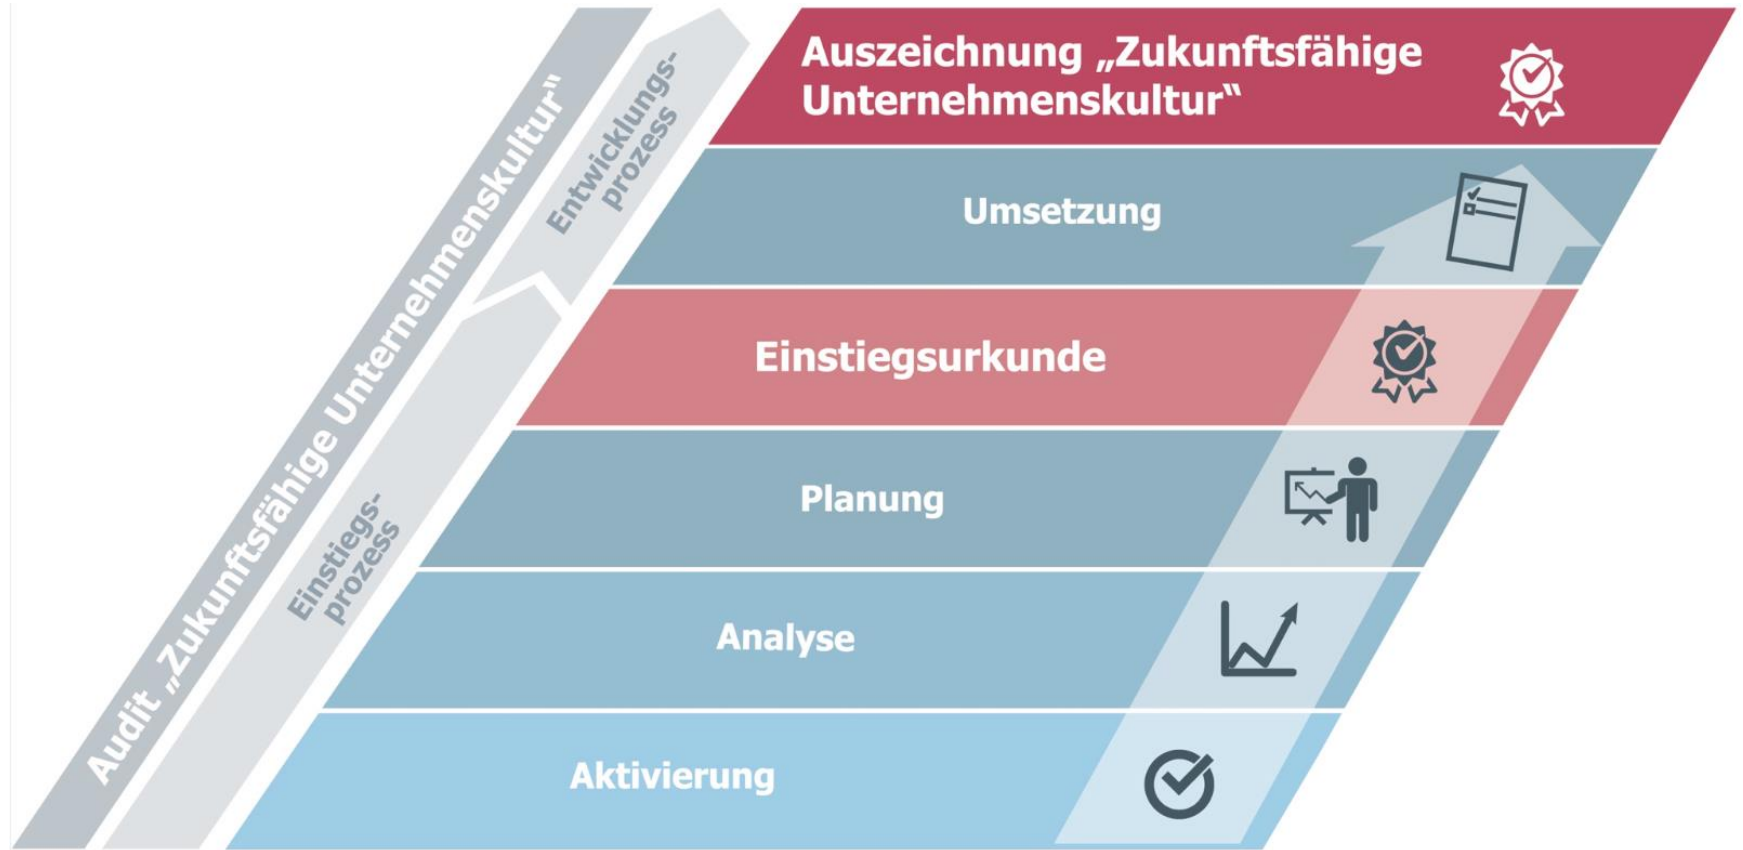 Audit „Zukunftsfähige Unternehmenskultur“
Entwicklungs-
prozess
Einstiegs-
prozess
Auszeichnung „Zukunftsfähige
Unternehmenskultur“
Umsetzung
Einstiegsurkunde
Planung
Analyse
Aktivierung